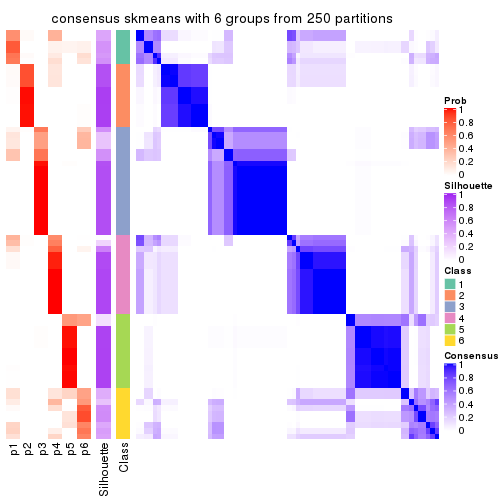 consensus skmeans with 6 groups from 250 partitions
Prob
1
0.8
0.6
0.4
0.2
0
Silhouette
1
0.8
0.6
0.4
0.2
0
Class
1
2
3
4
5
6
Consensus
1
0.8
0.6
0.4
0.2
0
p1
p2
p3
p4
p5
p6
Silhouette
Class